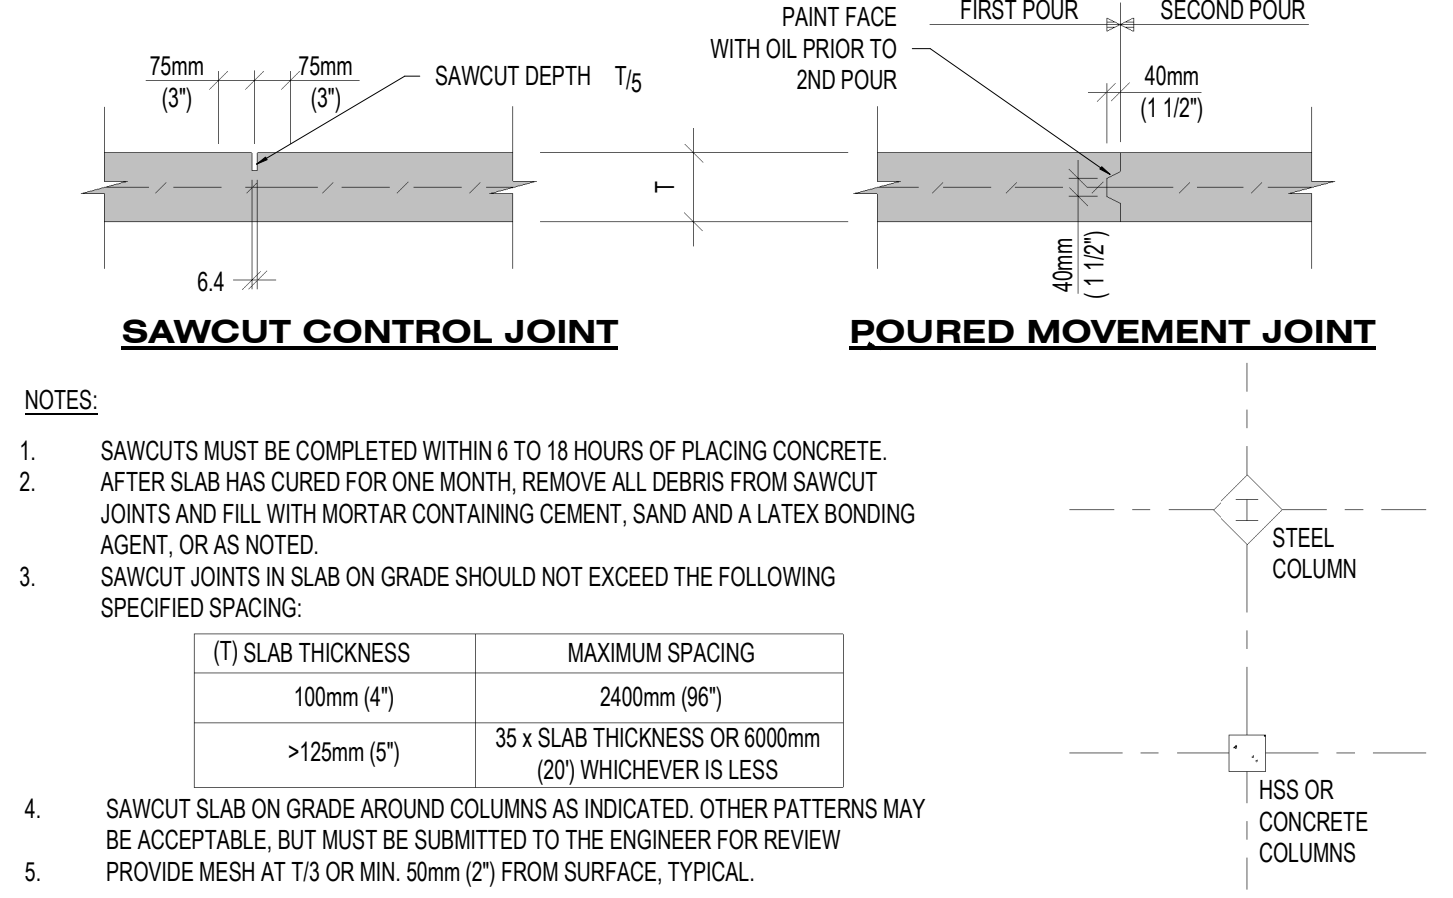 75mm
(3")
75mm
(3")
SAWCUT DEPTH T/5
6.4
T
SAWCUT CONTROL JOINT
PAINT FACE
WITH OIL PRIOR TO
2ND POUR
FIRST POUR
SECOND POUR
40mm
(1 1/2")
40mm
( 1 1/2")
POURED MOVEMENT JOINT
NOTES:
1. SAWCUTS MUST BE COMPLETED WITHIN 6 TO 18 HOURS OF PLACING CONCRETE.
2. AFTER SLAB HAS CURED FOR ONE MONTH, REMOVE ALL DEBRIS FROM SAWCUT
JOINTS AND FILL WITH MORTAR CONTAINING CEMENT, SAND AND A LATEX BONDING
AGENT, OR AS NOTED.
3. SAWCUT JOINTS IN SLAB ON GRADE SHOULD NOT EXCEED THE FOLLOWING
SPECIFIED SPACING:
(T) SLAB THICKNESS MAXIMUM SPACING
100mm (4") 2400mm (96")
>125mm (5") 35 x SLAB THICKNESS OR 6000mm
(20') WHICHEVER IS LESS
4. SAWCUT SLAB ON GRADE AROUND COLUMNS AS INDICATED. OTHER PATTERNS MAY
BE ACCEPTABLE, BUT MUST BE SUBMITTED TO THE ENGINEER FOR REVIEW
5. PROVIDE MESH AT T/3 OR MIN. 50mm (2") FROM SURFACE, TYPICAL.
STEEL
COLUMN
HSS OR
CONCRETE
COLUMNS